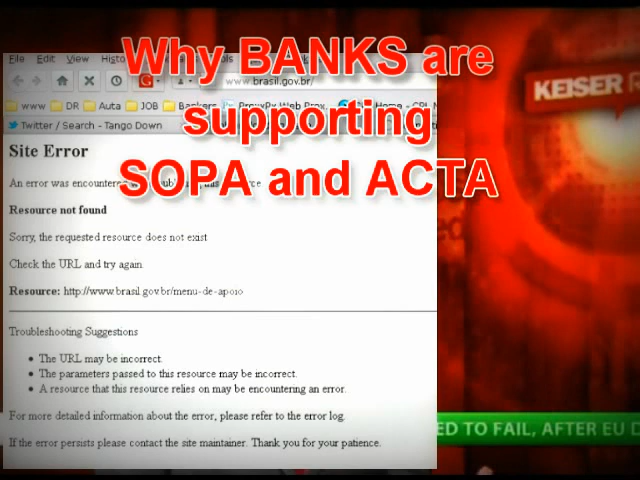 Why BANKS are
supporting
SOPA and ACTA
File Edit View Histo
www.brasil.gov.br/
www DR Auta JOB Bankers ProxyPy Web Prox
Twitter / Search - Tango Down
Site Error
An error was encountered
Resource not found
Sorry, the requested resource does not exist
Check the URL and try again
Resource: http://www.brasil.gov.br/menu-de-apoio
Troubleshooting Suggestions
• The URL may be incorrect.
• The parameters passed to this resource may be incorrect.
• A resource that this resource relies on may be encountering an error.
For more detailed information about the error, please refer to the error log.
If the error persists please contact the site maintainer. Thank you for your patience.
KEISER R
ED TO FAIL, AFTER EU D